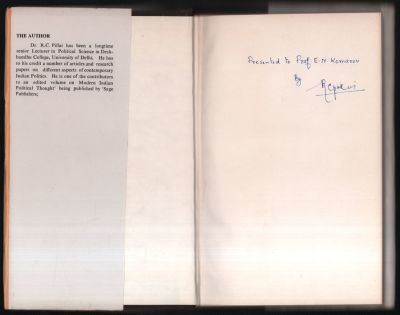 THE AUTHOR
Dr. R.C. Pillai has been a longtime
senior Lecturer in Political Science in Desh-
bandhu College, University of Delhi. He has
to his credit a number of articles and research
papers on different aspects of contemporary
Indian Politics. He is one of the contributors
to an edited volume on Modern Indian
Political Thought' being published by 'Sage
Publishers;
Presented to Prof. E.N. Komarov
By